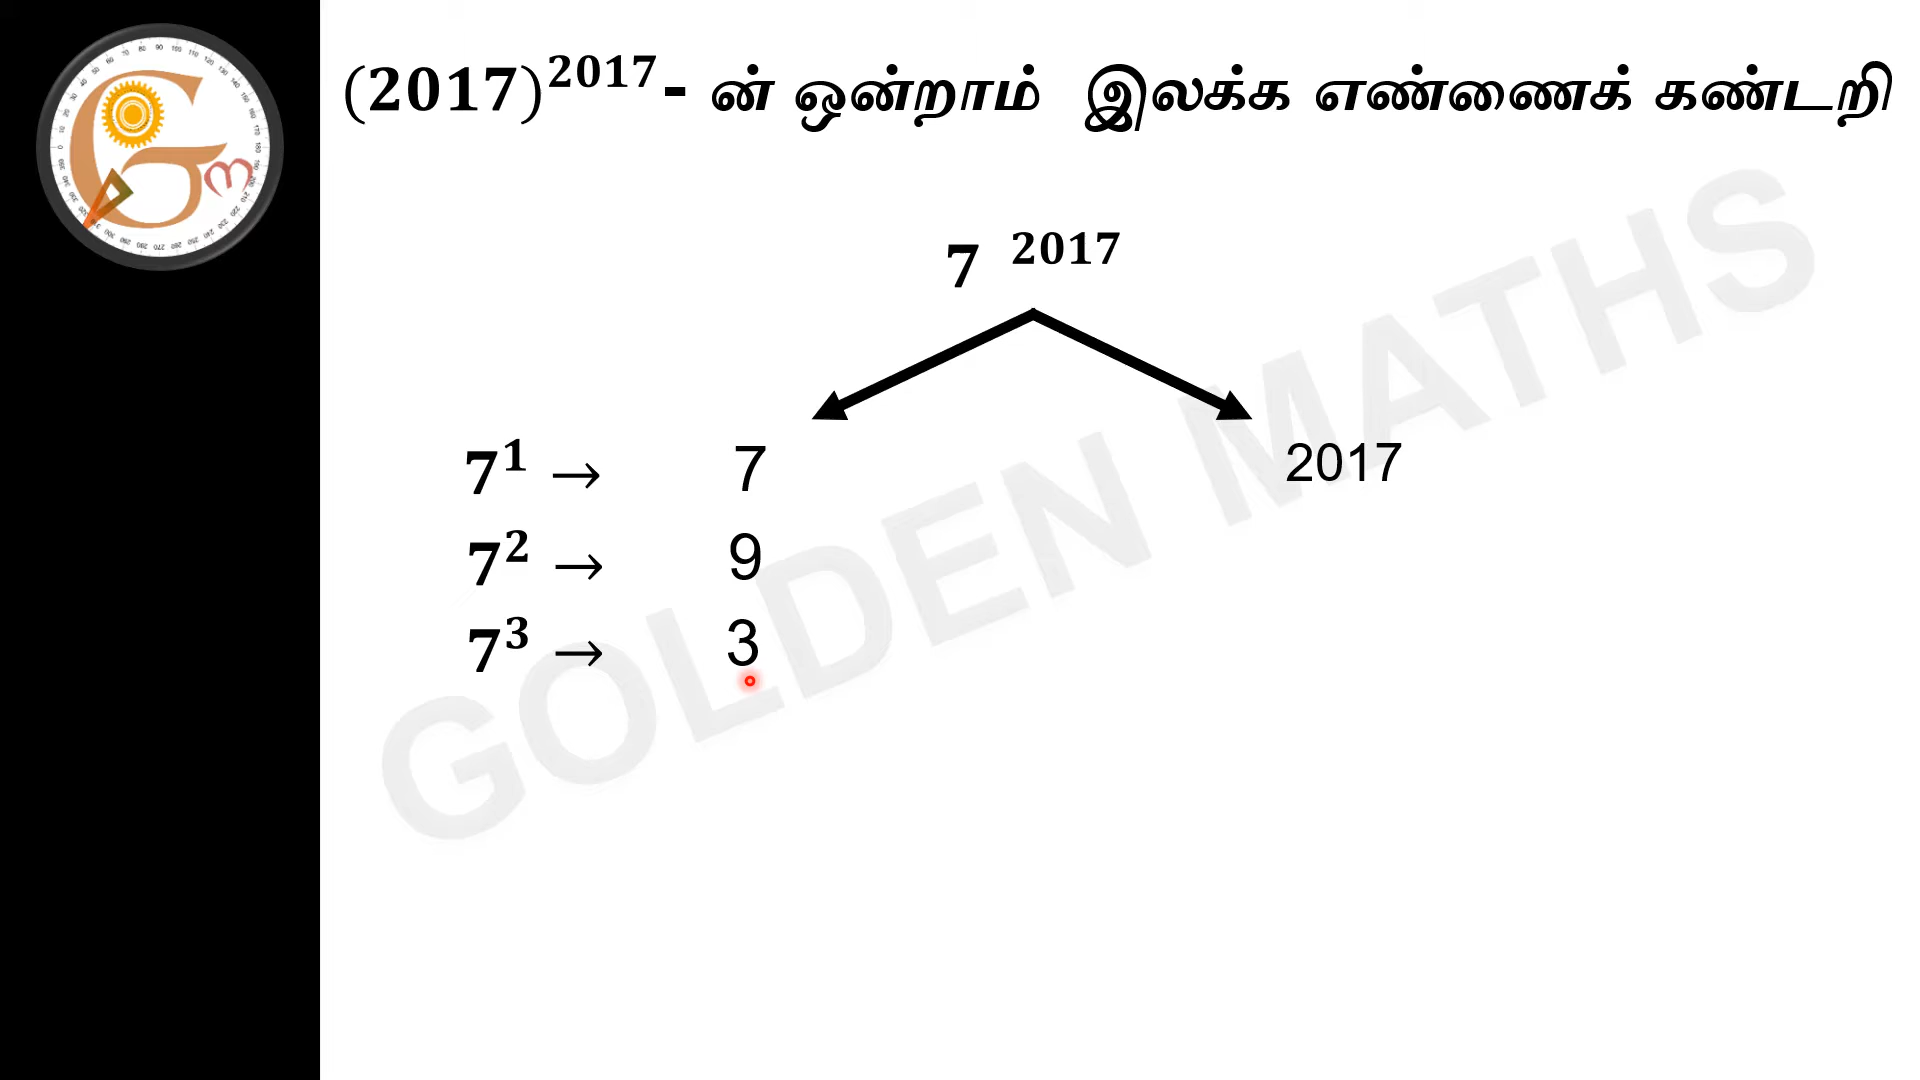 (2017)^2017- ன் ஒன்றாம் இலக்க எண்ணைக் கண்டறி
7 ^2017
7^1 → 7
2017
7^2 → 9
7^3 → 3
GOLDEN MATHS